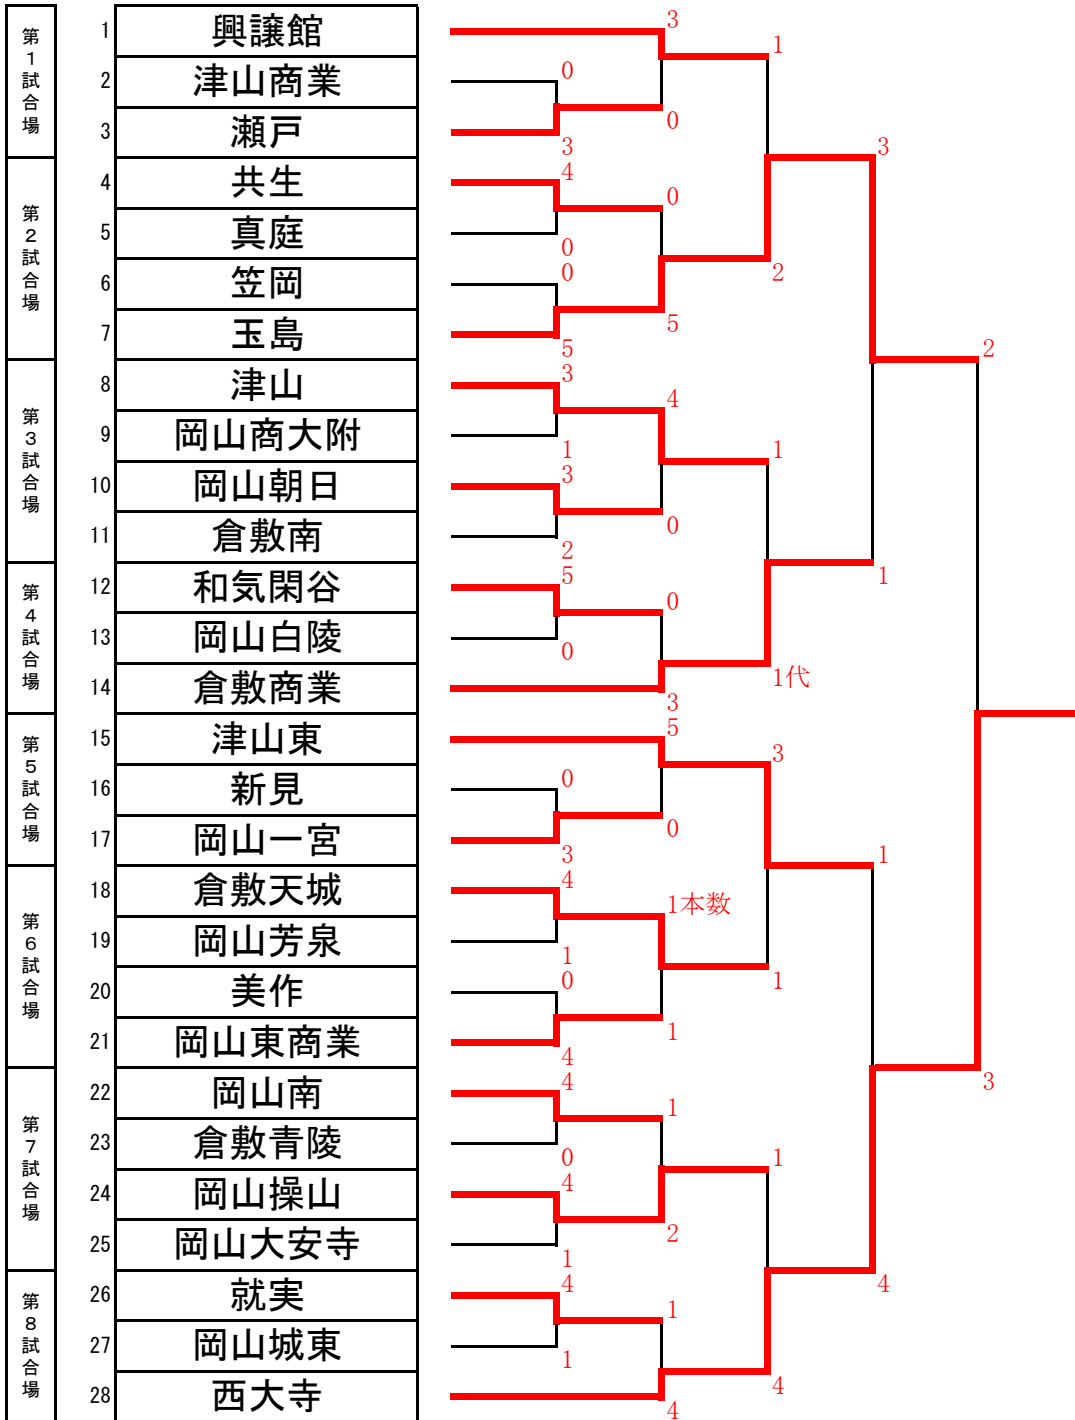 第1試合場
1 興譲館 3
1
2 津山商業 0
0
3 瀬戸 3
3
第2試合場
4 共生 4
0
5 真庭 0
6 笠岡 0
2
5
7 玉島 5
2
第3試合場
8 津山 3
4
9 岡山商大附 1
1
10 岡山朝日 3
0
11 倉敷南 2
1
第4試合場
12 和気閑谷 5
0
13 岡山白陵 0
1代
14 倉敷商業 3
第5試合場
15 津山東 5
3
16 新見 0
0
17 岡山一宮 3
1
第6試合場
18 倉敷天城 4
1本数
19 岡山芳泉 1
1
20 美作 0
1
21 岡山東商業 4
3
第7試合場
22 岡山南 4
1
23 倉敷青陵 0
1
24 岡山操山 4
2
25 岡山大安寺 1
4
第8試合場
26 就実 4
1
27 岡山城東 1
4
28 西大寺 4